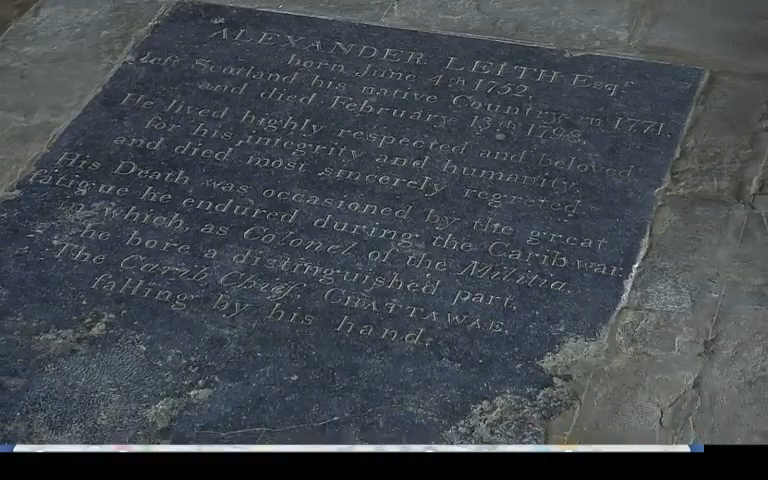 ALEXANDER LEITH Esqr
born June 4th 1752.
Left Scotland his native Country in 1771.
and died February 13th 1798.
He lived highly respected and beloved
for his integrity and humanity,
and died most sincerely regreted.
His Death was occasioned by the great
fatigue he endured during the Carib war,
in which, as Colonel of the Militia
he bore a distinguished part,
The Carib Chief, CHATTAWAE,
falling by his hand.